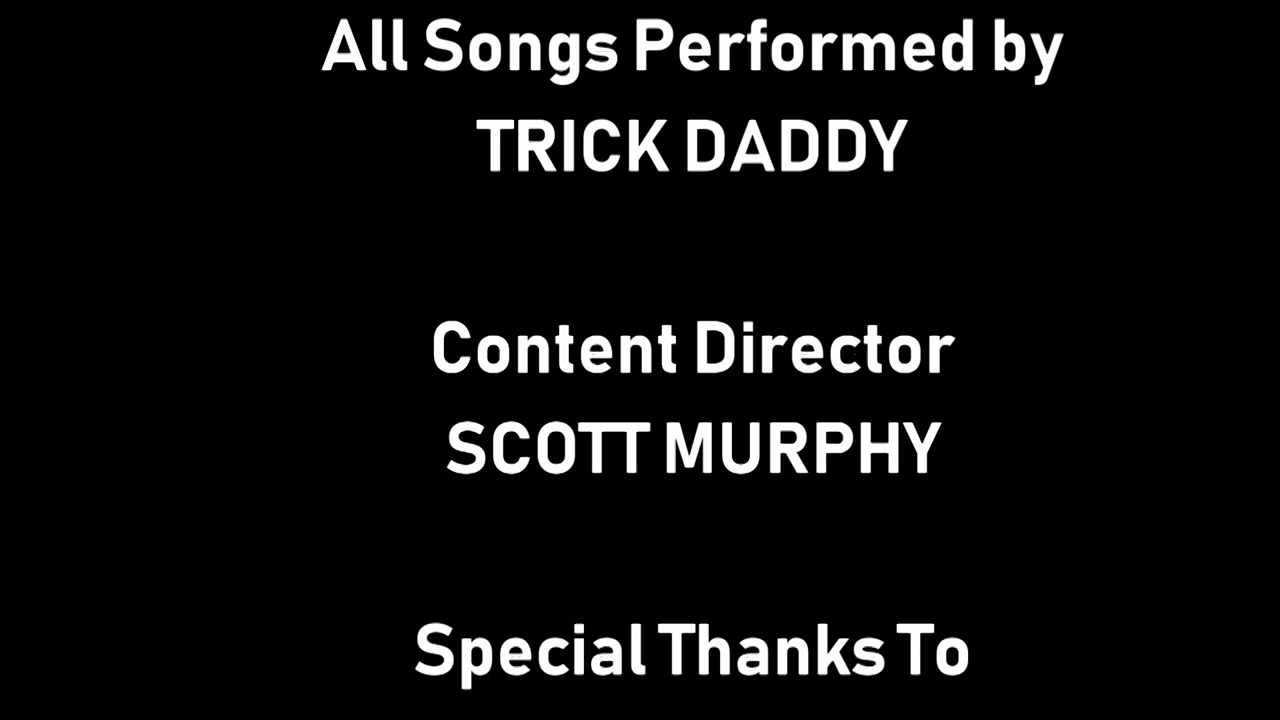 All Songs Performed by
TRICK DADDY
Content Director
SCOTT MURPHY
Special Thanks To